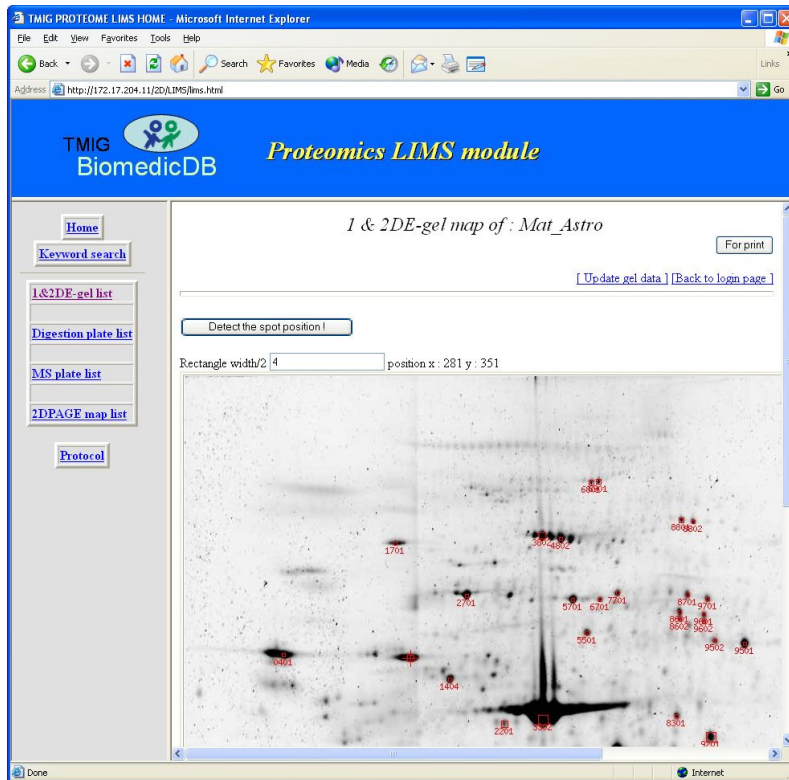 TMIG PROTEOME LIMS HOME - Microsoft Internet Explorer
File Edit View Favorites Tools Help
Back Search Favorites Media Links
Address http://172.17.204.11/2D/LIMS/lims.html Go
TMIG
BiomedicDB
Proteomics LIMS module
Home
Keyword search
1&2DE-gel list
Digestion plate list
MS plate list
2DPAGE map list
Protocol
1 & 2DE-gel map of : Mat_Astro
For print
[ Update gel data ] [Back to login page ]
Detect the spot position !
Rectangle width/2 4 position x : 281 y : 351
8801
1701 3802 4802
2701 5701 6701 7701 8701 9701
8602 9602
5501 9502 9501
0401
1404
2201 8301
Done Internet